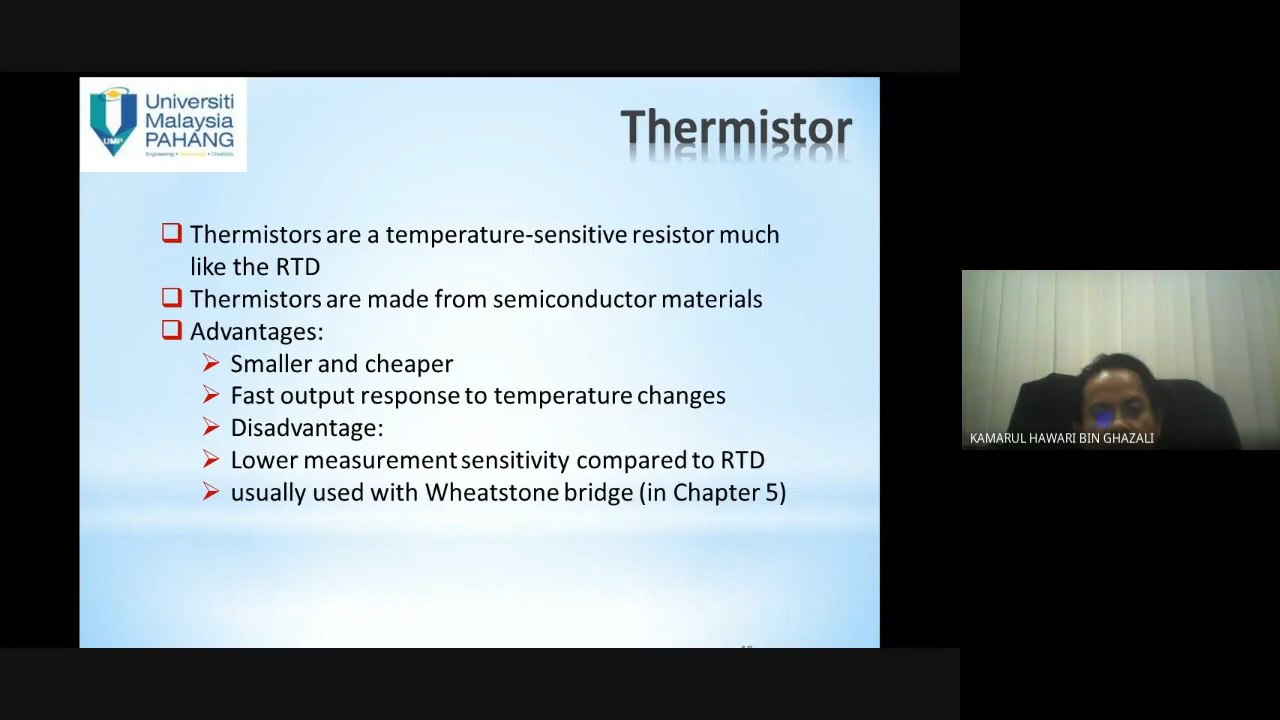 Universiti
Malaysia
PAHANG
UMP
Thermistor
❑ Thermistors are a temperature-sensitive resistor much
like the RTD
❑ Thermistors are made from semiconductor materials
❑ Advantages:
➢ Smaller and cheaper
➢ Fast output response to temperature changes
➢ Disadvantage:
➢ Lower measurement sensitivity compared to RTD
➢ usually used with Wheatstone bridge (in Chapter 5)
KAMARUL HAWARI BIN GHAZALI